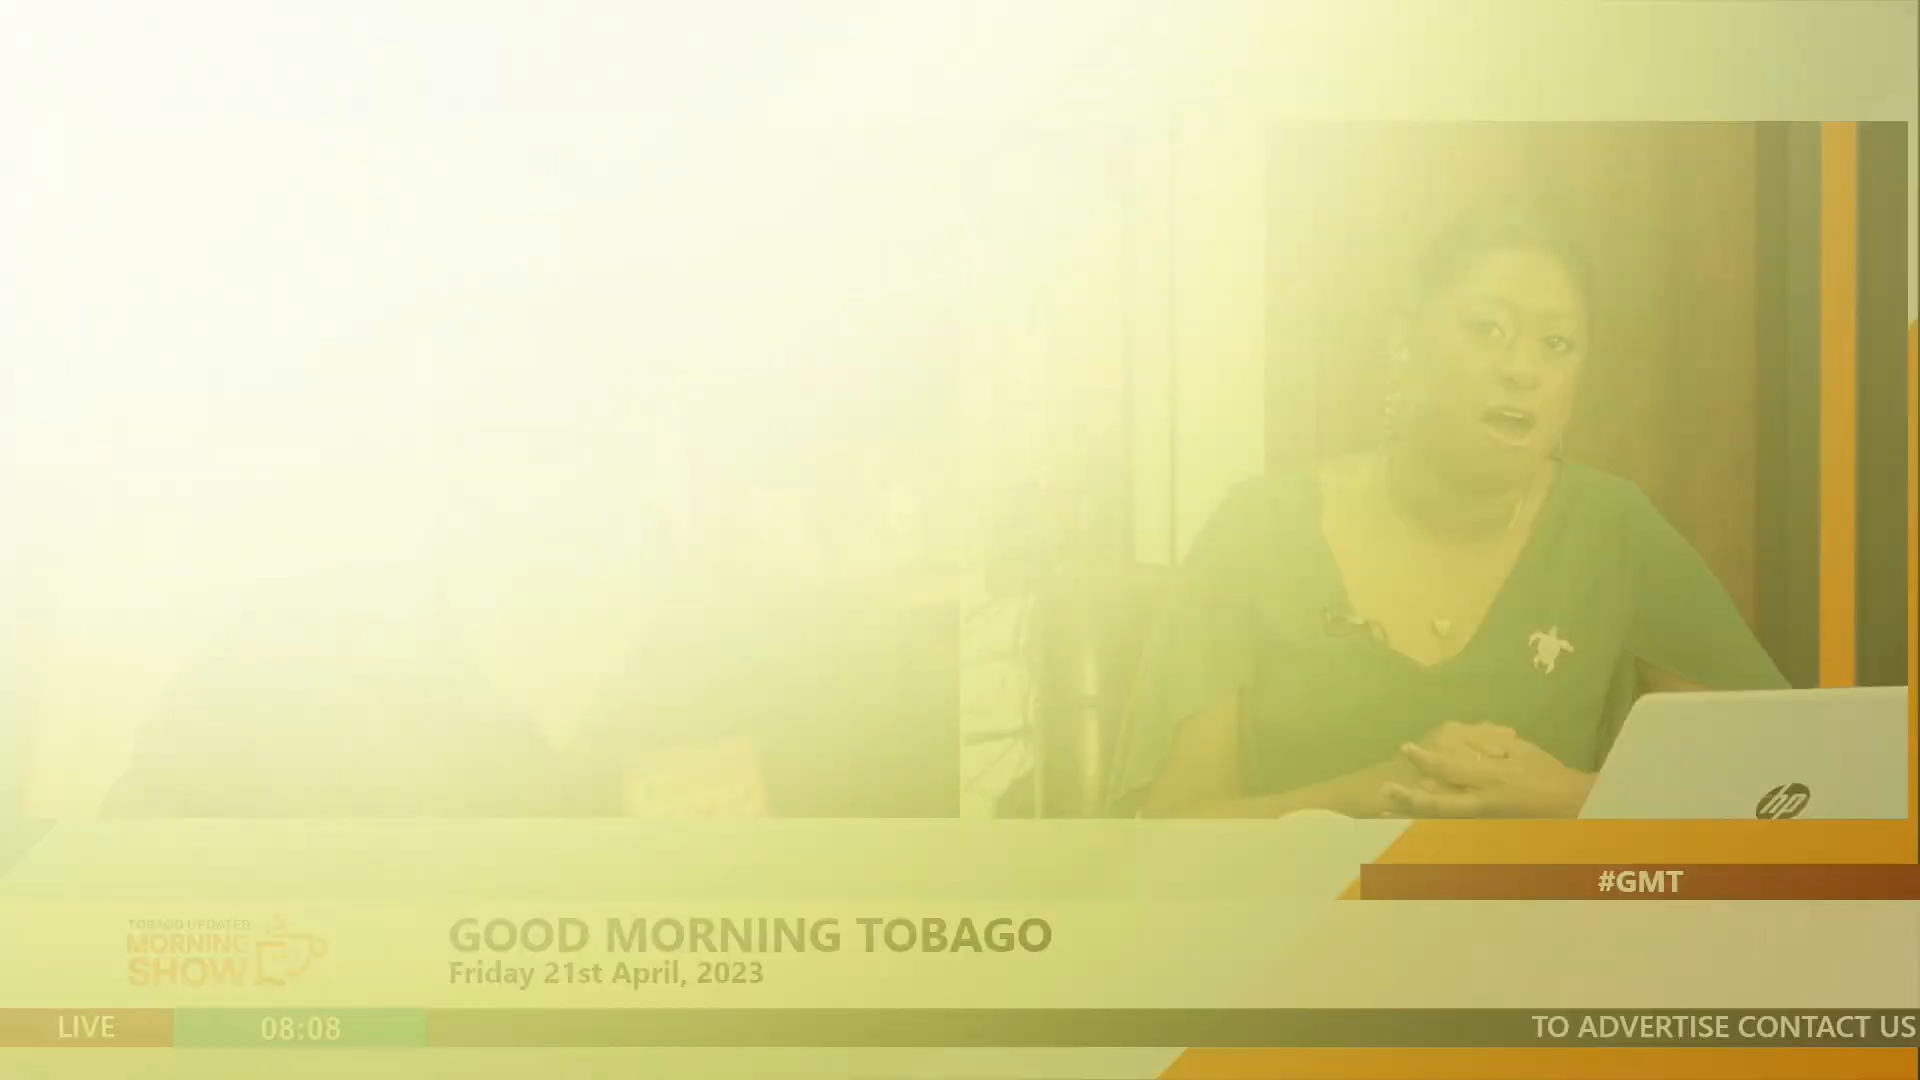 hp
#GMT
TOBAGO UPDATES
MORNING
SHOW
GOOD MORNING TOBAGO
Friday 21st April, 2023
LIVE
08:08
TO ADVERTISE CONTACT US